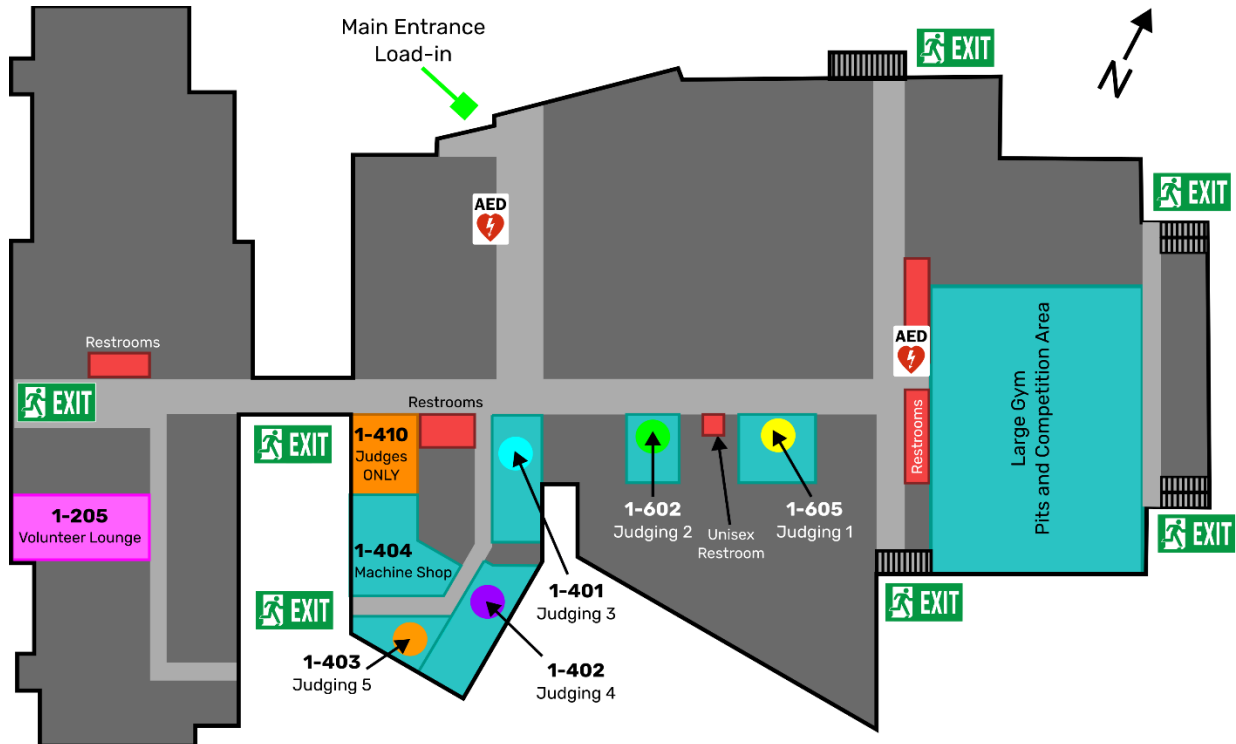 Main Entrance
Load-in
EXIT
N
EXIT
AED
AED
Restrooms
EXIT
Restrooms
EXIT
1-410
Judges
ONLY
1-205
Volunteer Lounge
1-404
Machine Shop
EXIT
1-403
Judging 5
1-401
Judging 3
1-402
Judging 4
1-602
Judging 2
Unisex
Restroom
1-605
Judging 1
Restrooms
Large Gym
Pits and Competition Area
EXIT
EXIT